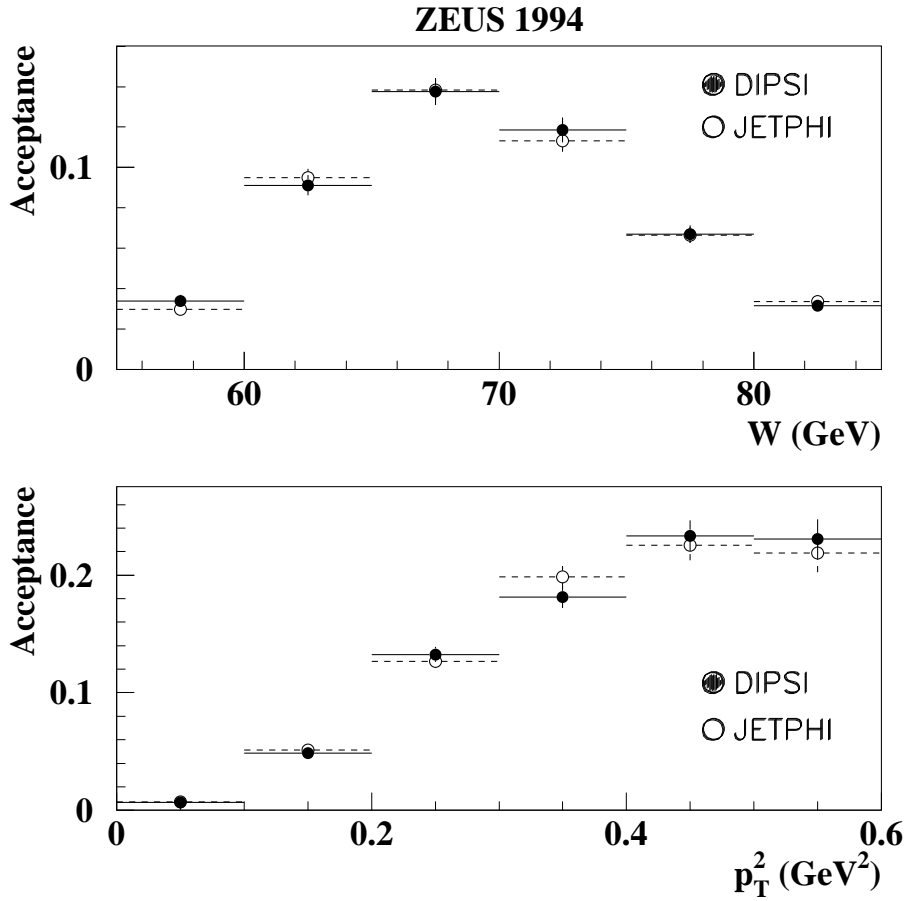 ZEUS 1994
Acceptance
0.1
0
DIPSI
JETPHI
60 70 80
W (GeV)
Acceptance
0.2
0.1
0
DIPSI
JETPHI
0 0.2 0.4 0.6
p_T^2 (GeV^2)